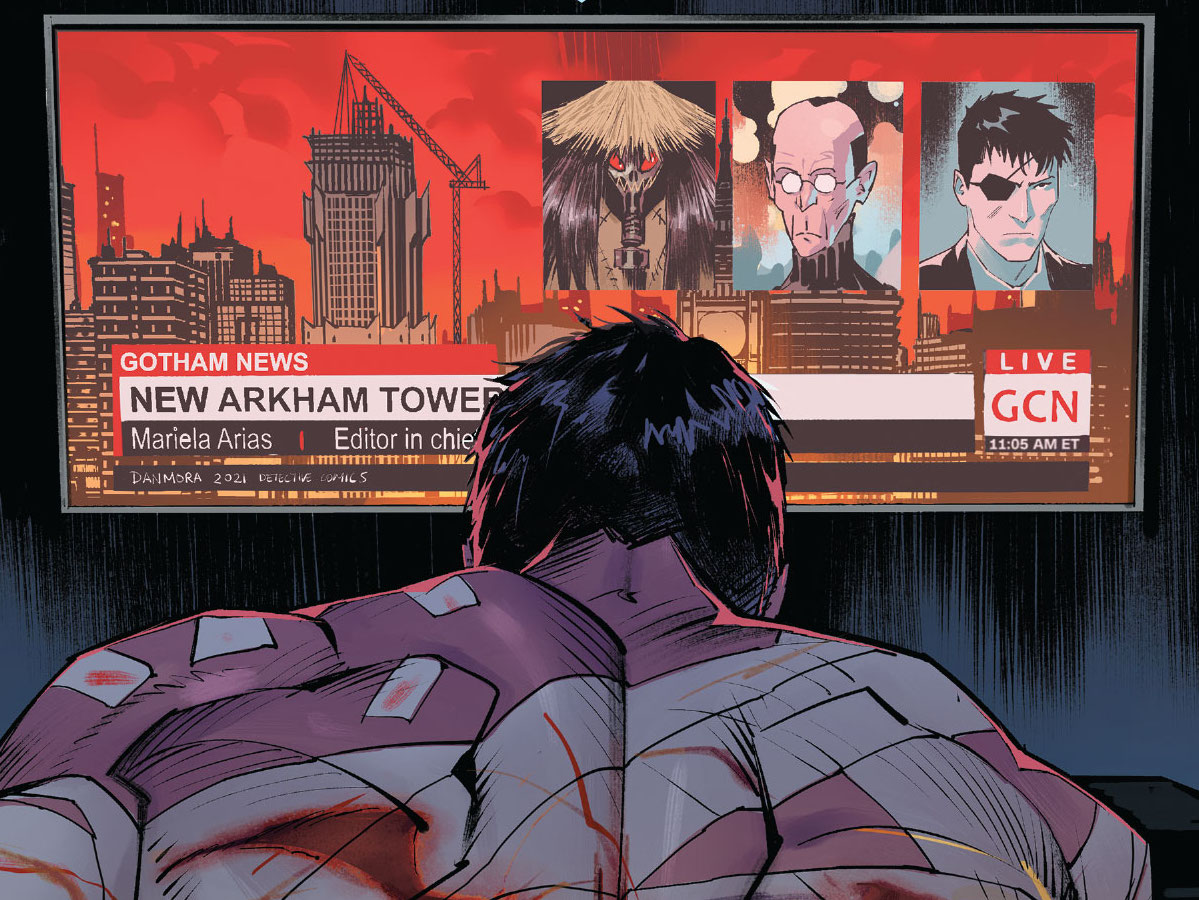 GOTHAM NEWS
NEW ARKHAM TOWER
Mariela Arias | Editor in chie
DANMORA 2021 DETECTIVE COMICS
LIVE
GCN
11:05 AM ET